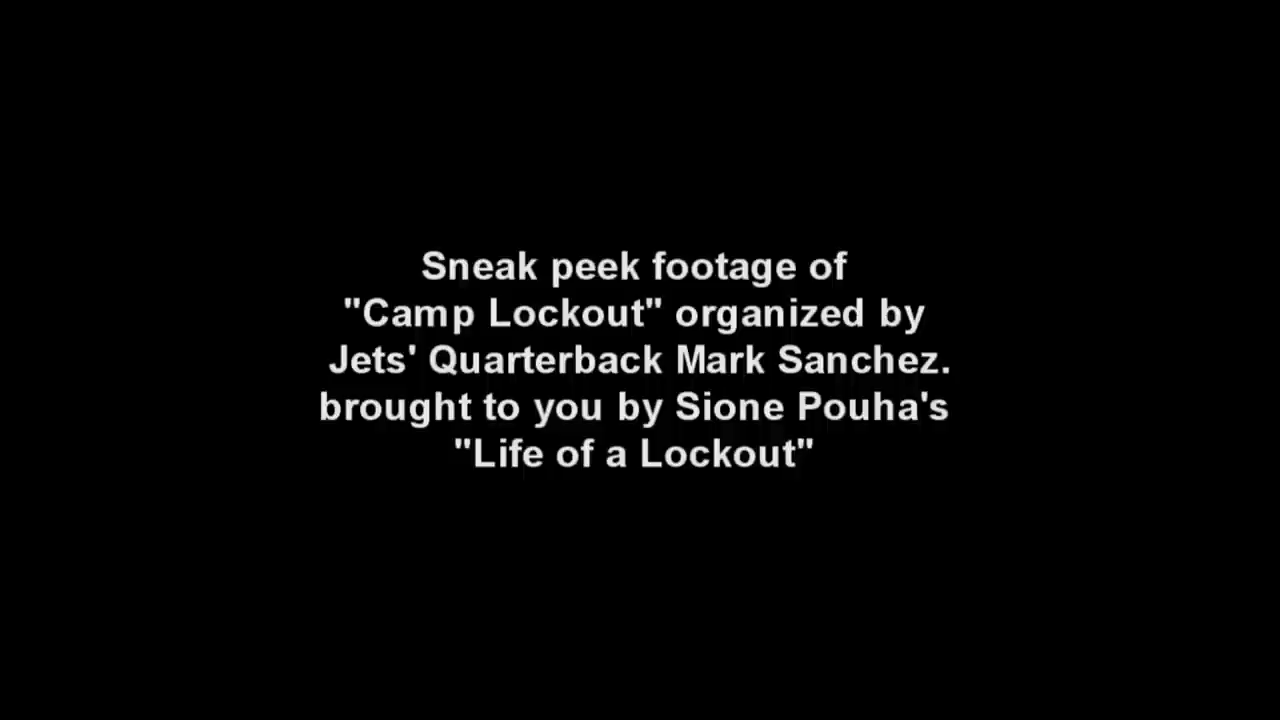 Sneak peek footage of
"Camp Lockout" organized by
Jets' Quarterback Mark Sanchez.
brought to you by Sione Pouha's
"Life of a Lockout"